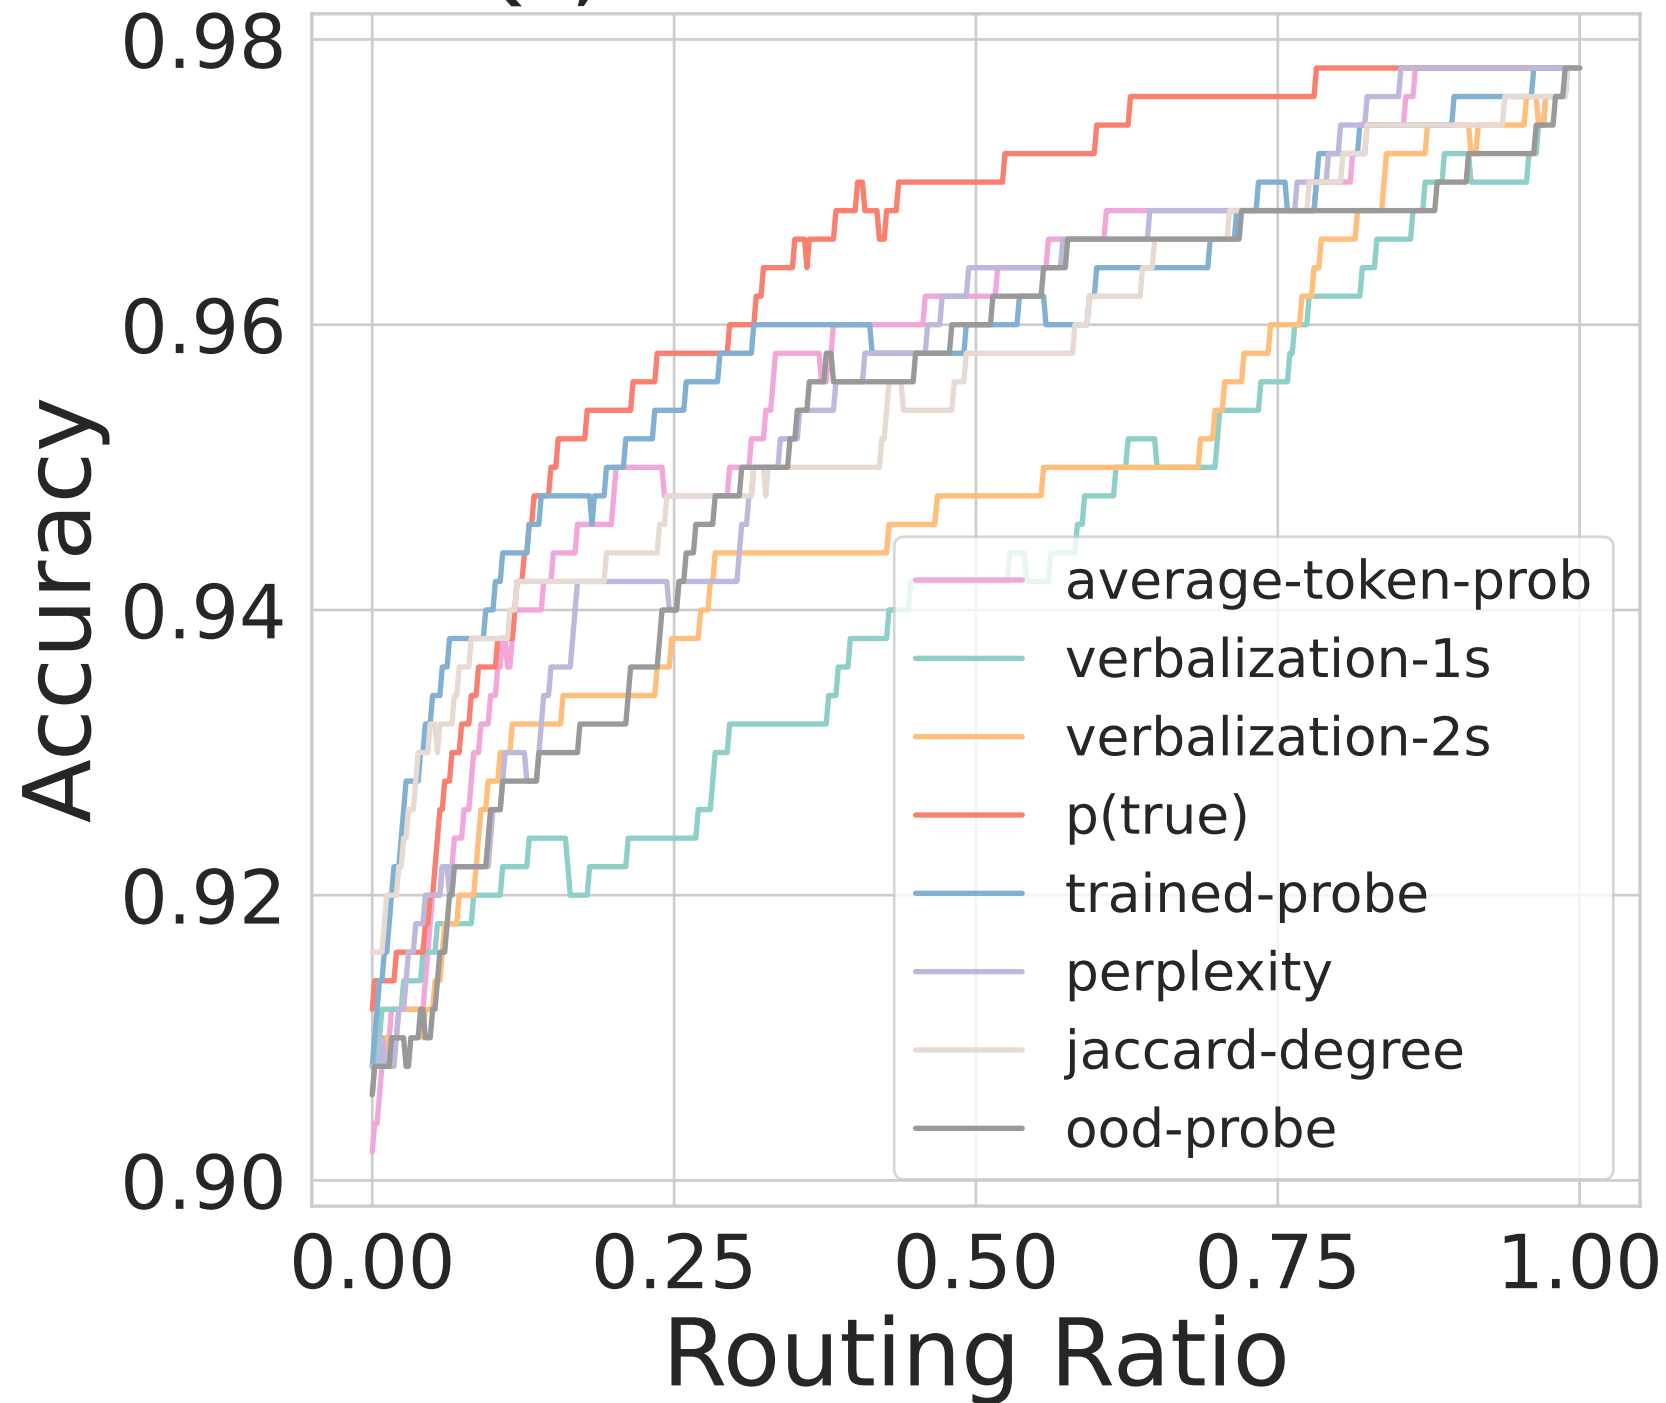 0.98
0.96
0.94
0.92
0.90
Accuracy
average-token-prob
verbalization-1s
verbalization-2s
p(true)
trained-probe
perplexity
jaccard-degree
ood-probe
0.00 0.25 0.50 0.75 1.00
Routing Ratio